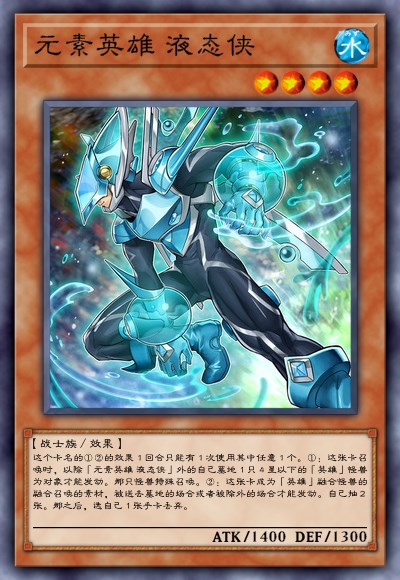 元素英雄 液态侠
水
【战士族／效果】
这个卡名的①②的效果1回合只能有1次使用其中任意1个。①：这张卡召
唤时，以除「元素英雄 液态侠」外的自己墓地1只4星以下的「英雄」怪兽
为对象才能发动。那只怪兽特殊召唤。②：这张卡成为「英雄」融合怪兽的
融合召唤的素材，被送去墓地的场合或者被除外的场合才能发动。自己抽2
张。那之后，选自己1张手卡丢弃。
ATK/1400 DEF/1300